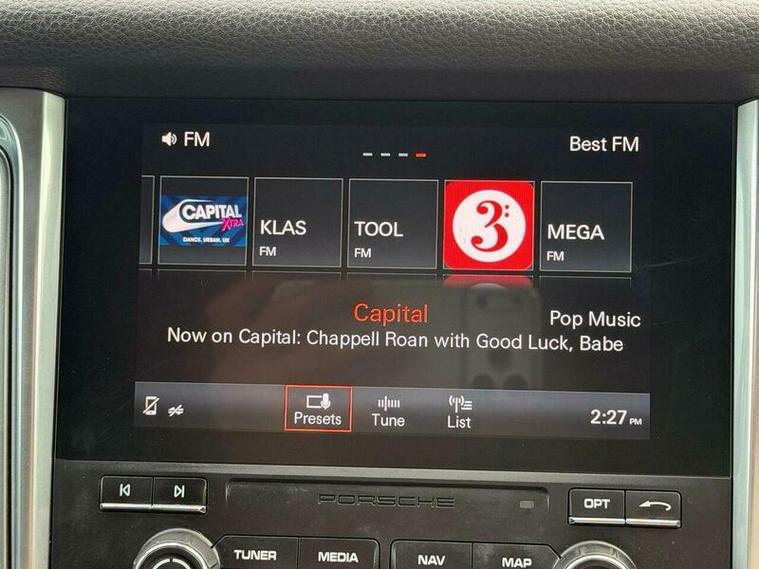 FM
Best FM
CAPITAL
XTRA
DANCE. URBAN. UK
KLAS
FM
TOOL
FM
3:
MEGA
FM
Capital
Pop Music
Now on Capital: Chappell Roan with Good Luck, Babe
Presets
Tune
List
2:27 PM
PORSCHE
OPT
TUNER
MEDIA
NAV
MAP